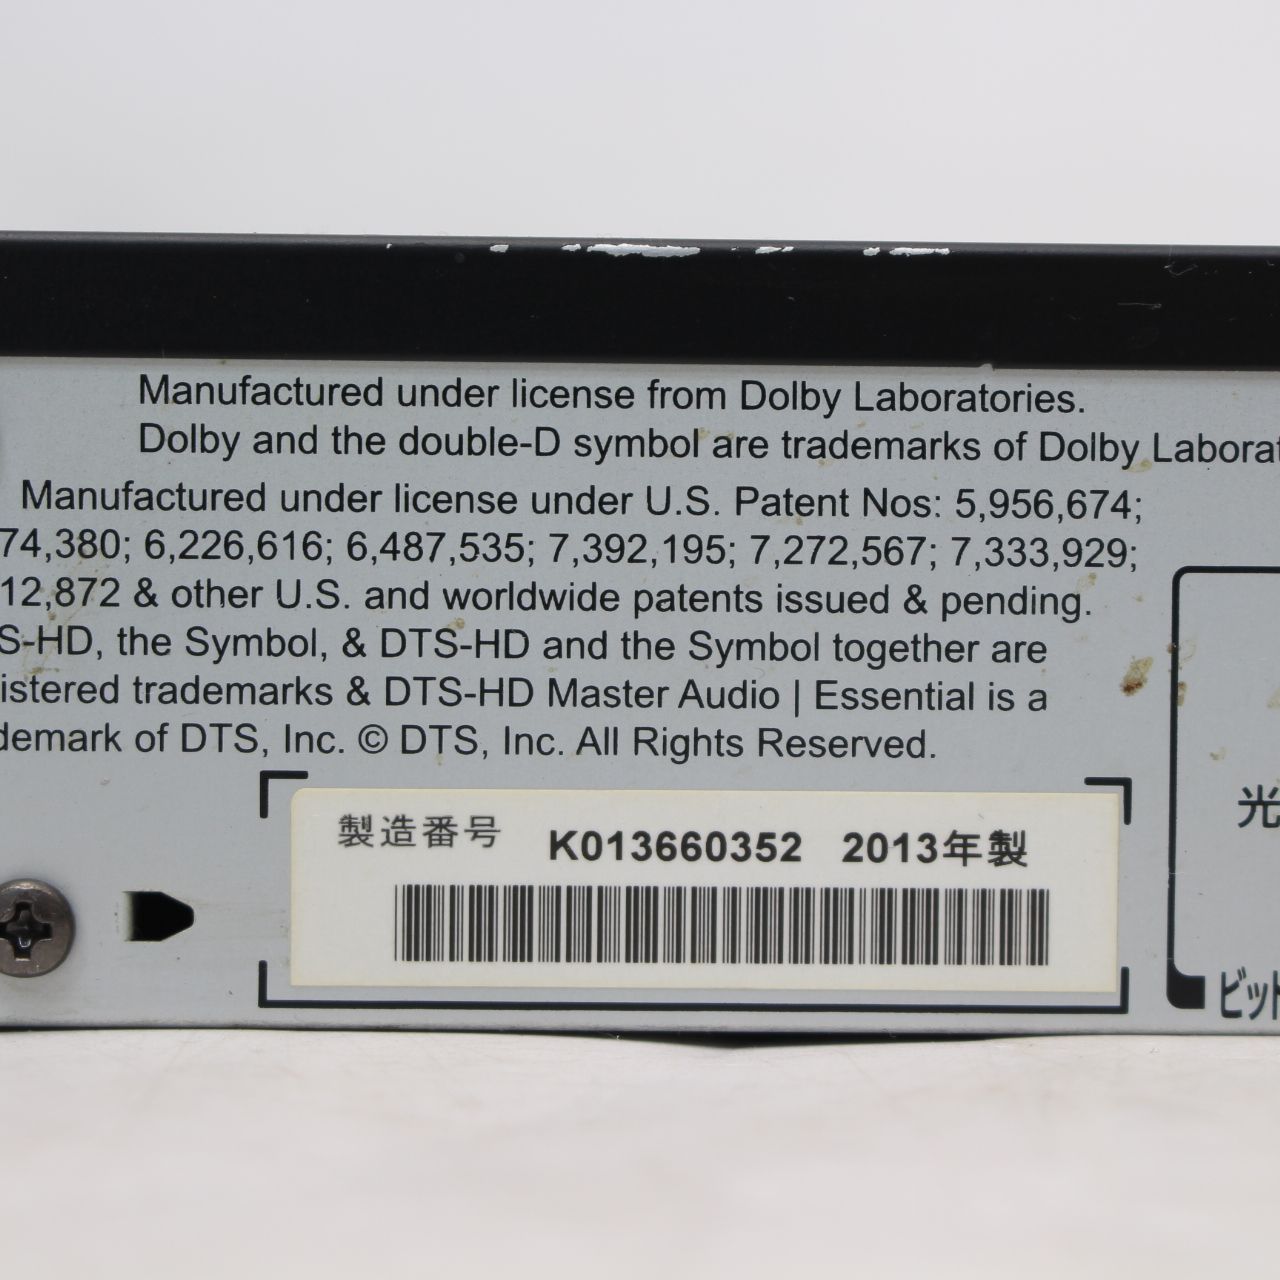 Manufactured under license from Dolby Laboratories.
Dolby and the double-D symbol are trademarks of Dolby Laborat
Manufactured under license under U.S. Patent Nos: 5,956,674;
74,380; 6,226,616; 6,487,535; 7,392,195; 7,272,567; 7,333,929;
12,872 & other U.S. and worldwide patents issued & pending.
S-HD, the Symbol, & DTS-HD and the Symbol together are
istered trademarks & DTS-HD Master Audio | Essential is a
demark of DTS, Inc. © DTS, Inc. All Rights Reserved.
製造番号 K013660352 2013年製
光
ビット